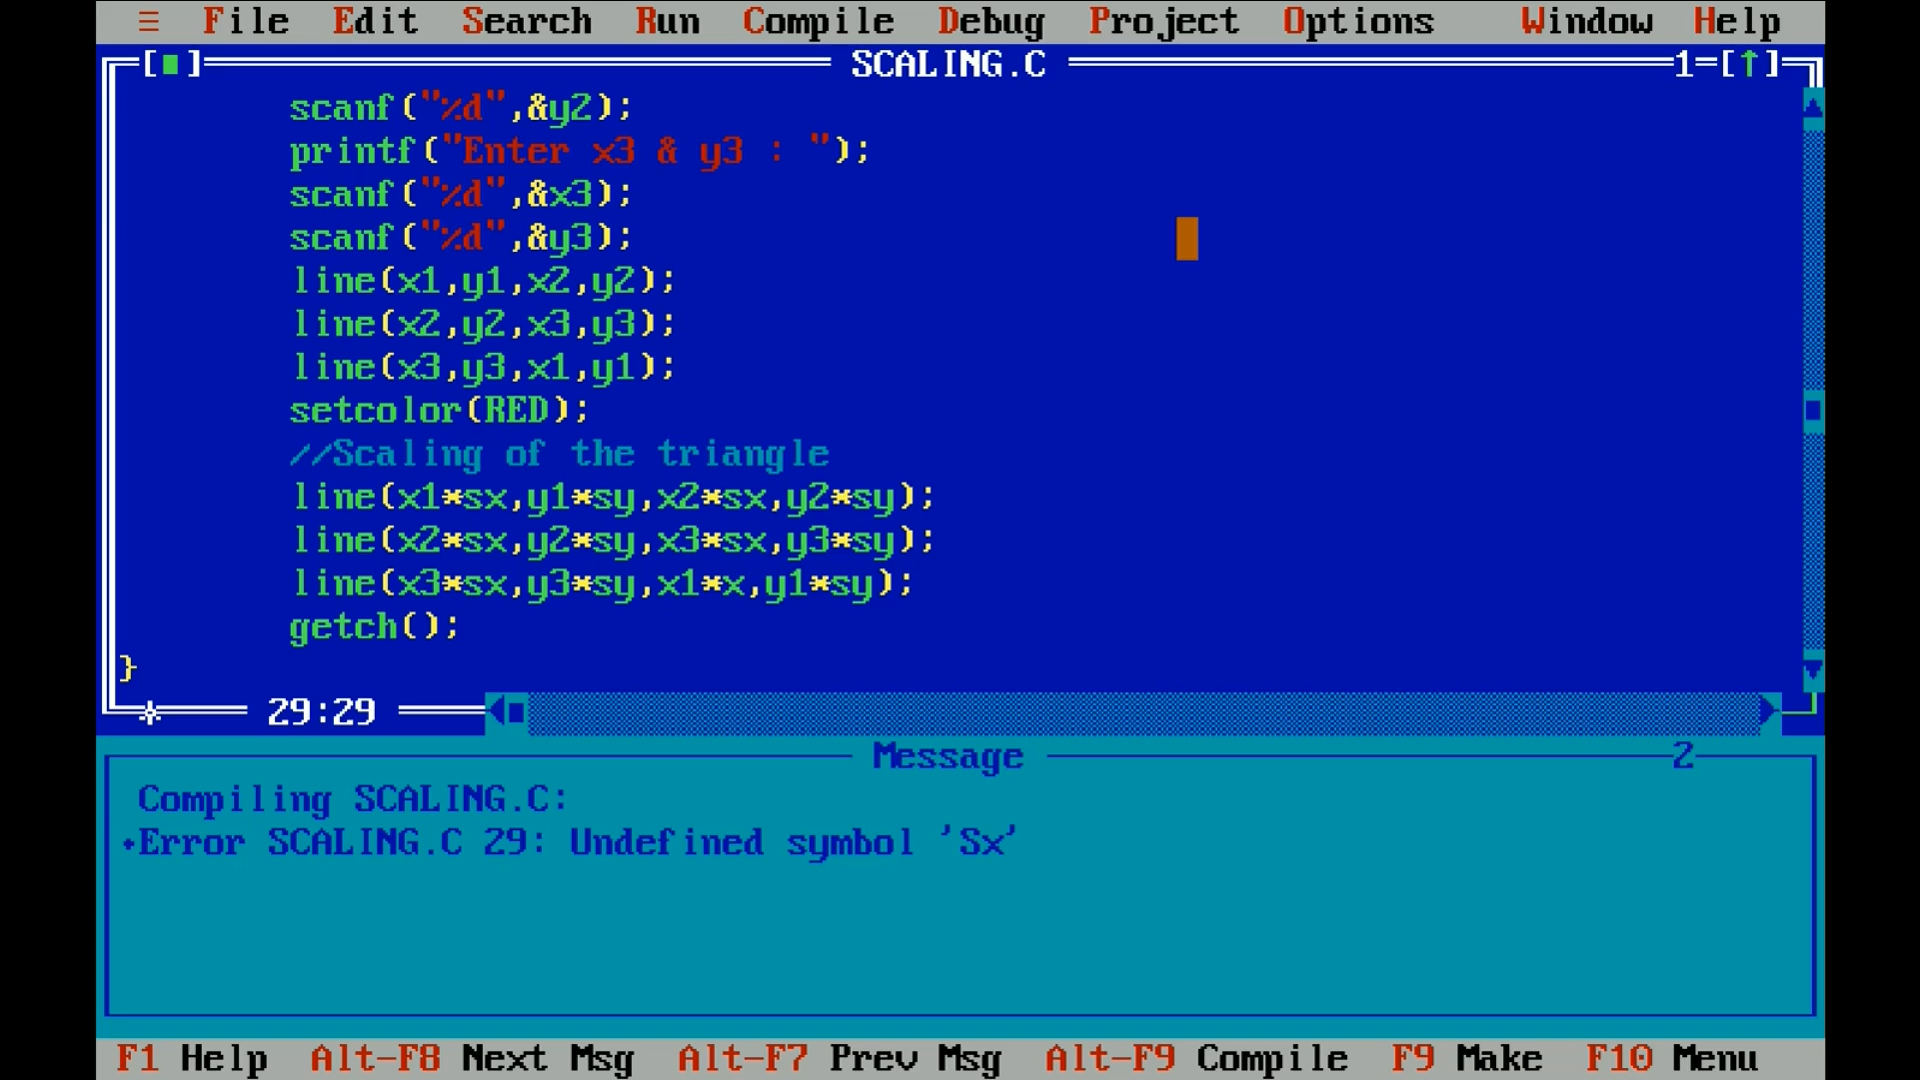 ≡ File Edit Search Run Compile Debug Project Options Window Help
[■] SCALING.C 1=[↑]
scanf("%d",&y2);
printf("Enter x3 & y3 : ");
scanf("%d",&x3);
scanf("%d",&y3);
line(x1,y1,x2,y2);
line(x2,y2,x3,y3);
line(x3,y3,x1,y1);
setcolor(RED);
//Scaling of the triangle
line(x1*sx,y1*sy,x2*sx,y2*sy);
line(x2*sx,y2*sy,x3*sx,y3*sy);
line(x3*sx,y3*sy,x1*x,y1*sy);
getch();
}
* 29:29
Message 2
Compiling SCALING.C:
•Error SCALING.C 29: Undefined symbol 'Sx'
F1 Help Alt-F8 Next Msg Alt-F7 Prev Msg Alt-F9 Compile F9 Make F10 Menu